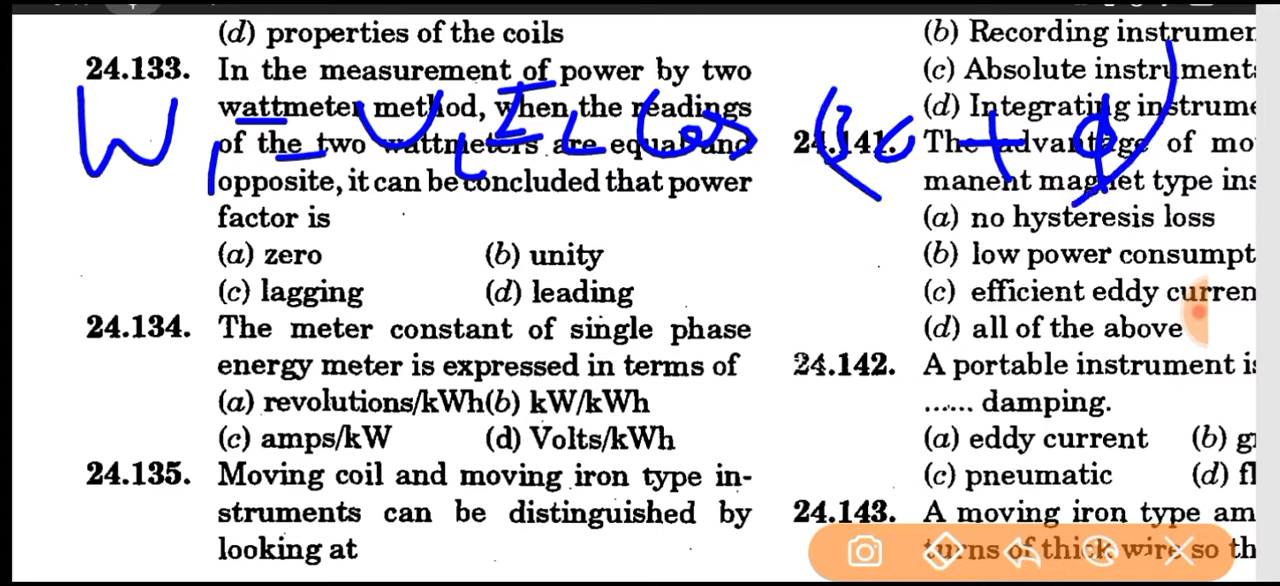 (d) properties of the coils
24.133. In the measurement of power by two
wattmeter method, when the readings
of the two wattmeters are equal and
opposite, it can be concluded that power
factor is
(a) zero (b) unity
(c) lagging (d) leading
24.134. The meter constant of single phase
energy meter is expressed in terms of
(a) revolutions/kWh (b) kW/kWh
(c) amps/kW (d) Volts/kWh
24.135. Moving coil and moving iron type in-
struments can be distinguished by
looking at
(b) Recording instrumen
(c) Absolute instruments
(d) Integrating instrume
24.141. The advantage of mo
manent magnet type ins
(a) no hysteresis loss
(b) low power consumpt
(c) efficient eddy curren
(d) all of the above
24.142. A portable instrument is
...... damping.
(a) eddy current (b) g
(c) pneumatic (d) fl
24.143. A moving iron type am
turns of thick wire so th
W₁ V_L I_L Cos (30 + ϕ)